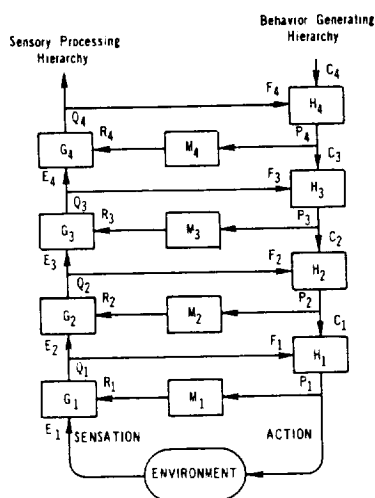 Sensory Processing
Hierarchy
Behavior Generating
Hierarchy
C4
Q4
F4
H4
P4
G4
R4
M4
C3
E4
Q3
F3
H3
P3
G3
R3
M3
C2
E3
Q2
F2
H2
P2
G2
R2
M2
C1
E2
Q1
F1
H1
P1
G1
R1
M1
E1
SENSATION
ACTION
ENVIRONMENT